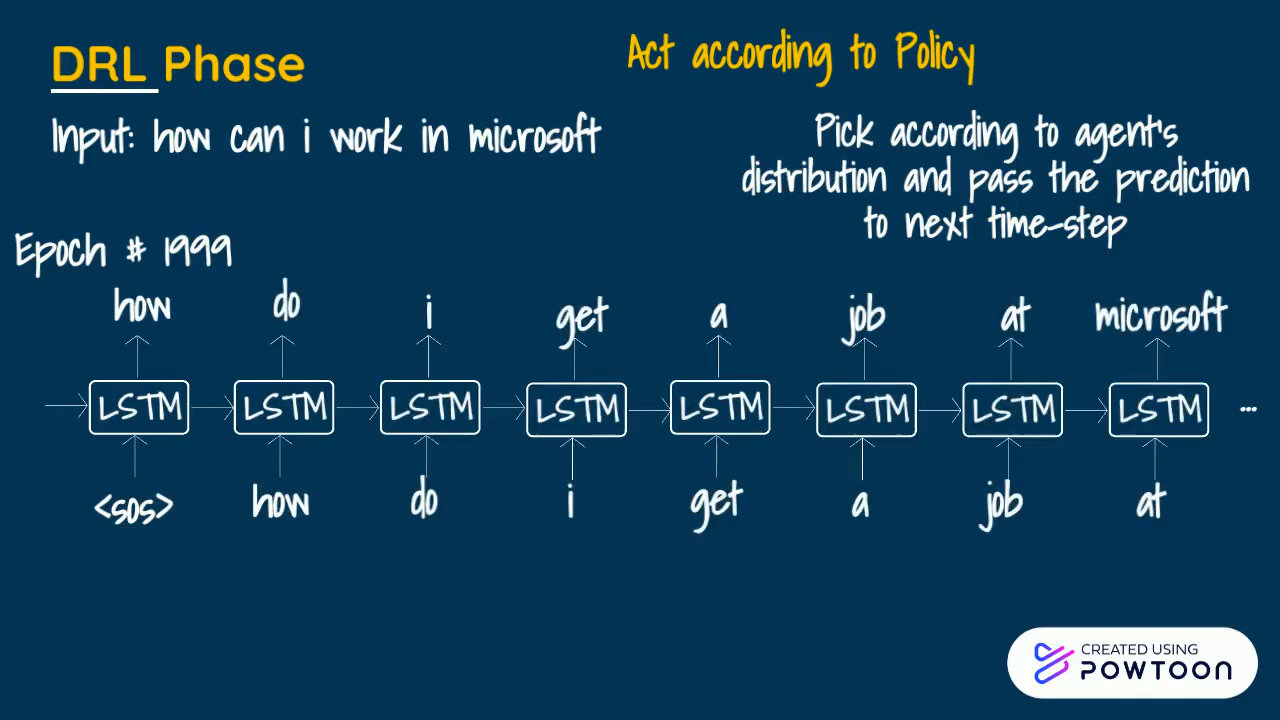 DRL Phase
Act according to Policy
Input: how can i work in microsoft
Pick according to agent's
distribution and pass the prediction
to next time-step
Epoch # 1999
how do i get a job at microsoft
LSTM LSTM LSTM LSTM LSTM LSTM LSTM LSTM ...
<sos> how do i get a job at
CREATED USING
POWTOON